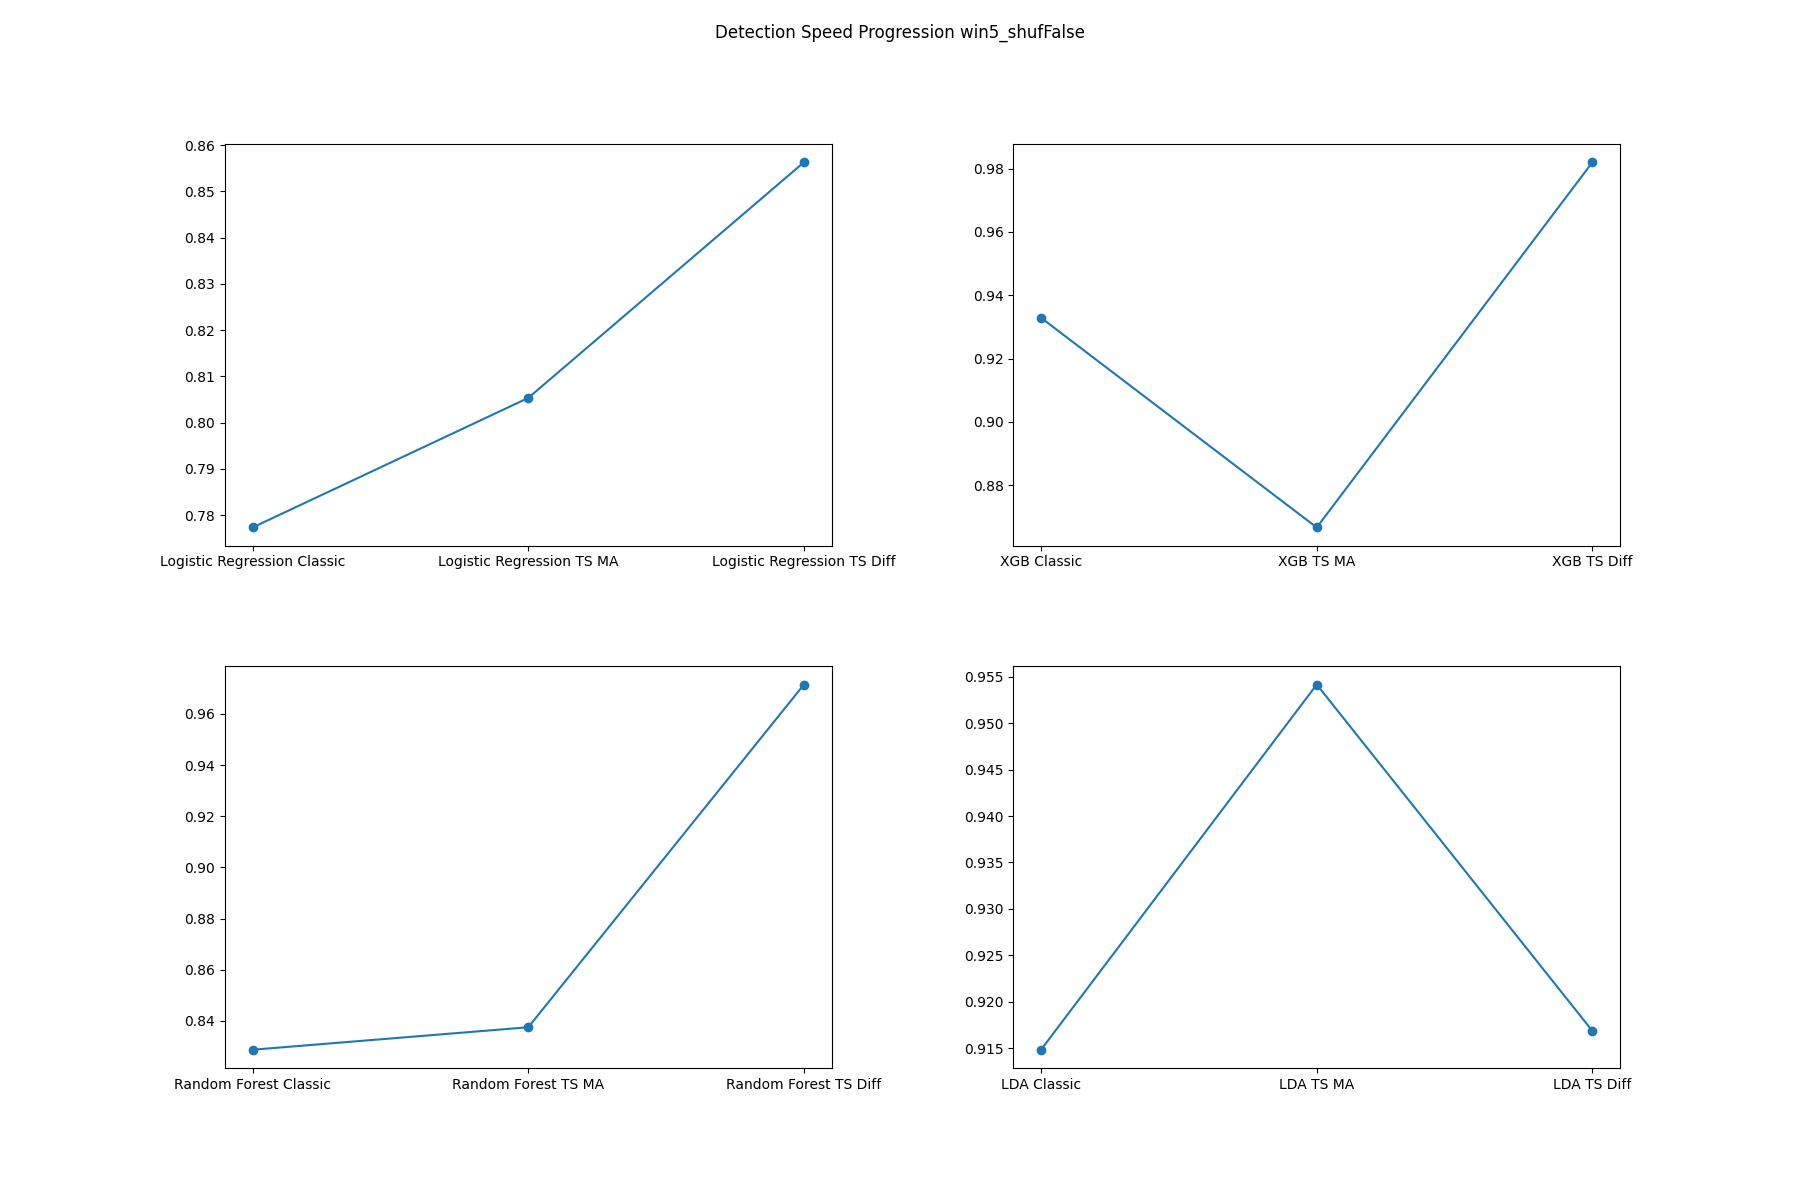 Detection Speed Progression win5_shufFalse
0.86
0.85
0.84
0.83
0.82
0.81
0.80
0.79
0.78
Logistic Regression Classic
Logistic Regression TS MA
Logistic Regression TS Diff
0.98
0.96
0.94
0.92
0.90
0.88
XGB Classic
XGB TS MA
XGB TS Diff
0.96
0.94
0.92
0.90
0.88
0.86
0.84
Random Forest Classic
Random Forest TS MA
Random Forest TS Diff
0.955
0.950
0.945
0.940
0.935
0.930
0.925
0.920
0.915
LDA Classic
LDA TS MA
LDA TS Diff